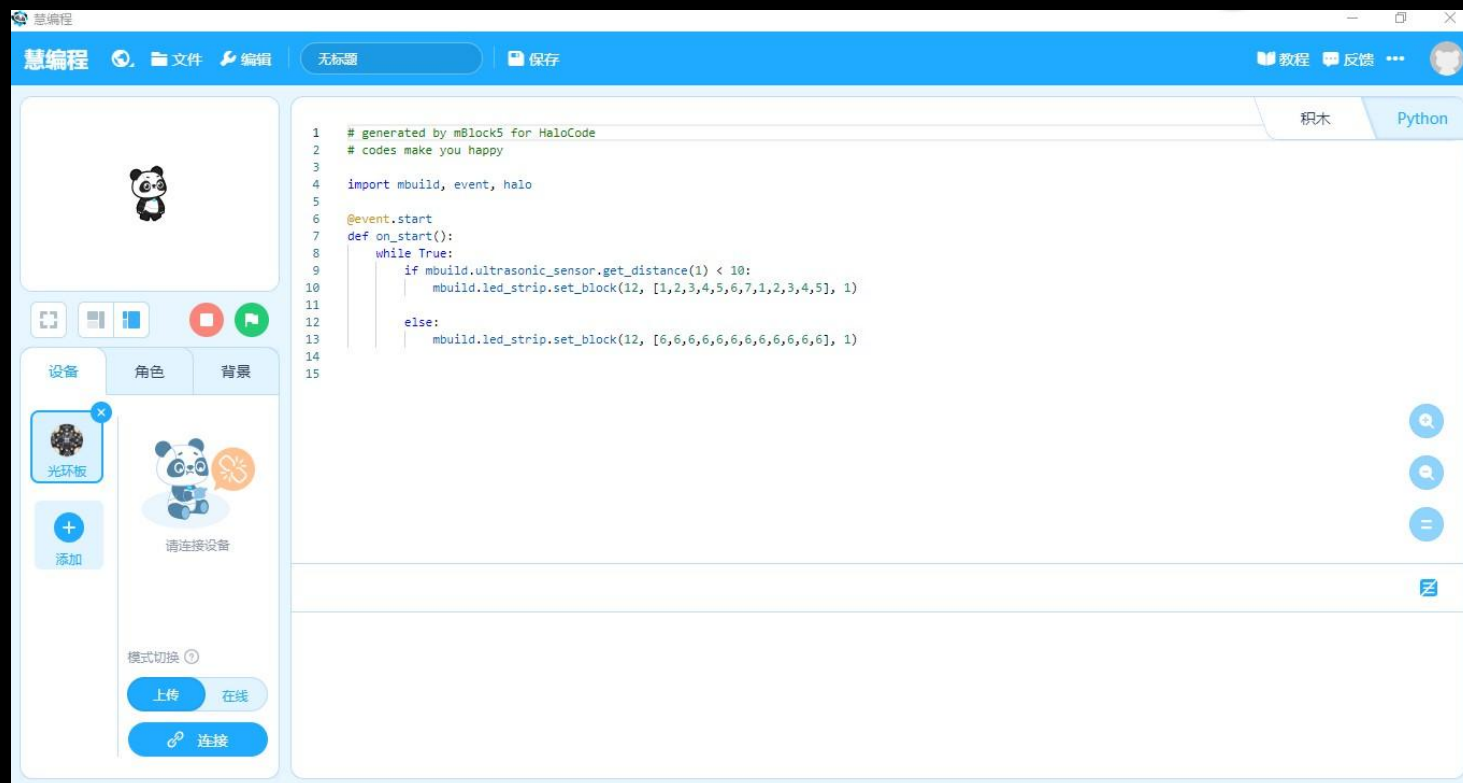 慧编程
慧编程 文件 编辑 无标题 保存 教程 反馈
积木 Python
1 # generated by mBlock5 for HaloCode
2 # codes make you happy
3
4 import mbuild, event, halo
5
6 @event.start
7 def on_start():
8 while True:
9 if mbuild.ultrasonic_sensor.get_distance(1) < 10:
10 mbuild.led_strip.set_block(12, [1,2,3,4,5,6,7,1,2,3,4,5], 1)
11
12 else:
13 mbuild.led_strip.set_block(12, [6,6,6,6,6,6,6,6,6,6,6,6], 1)
14
15
设备 角色 背景
光环板
添加
请连接设备
模式切换 ?
上传 在线
连接